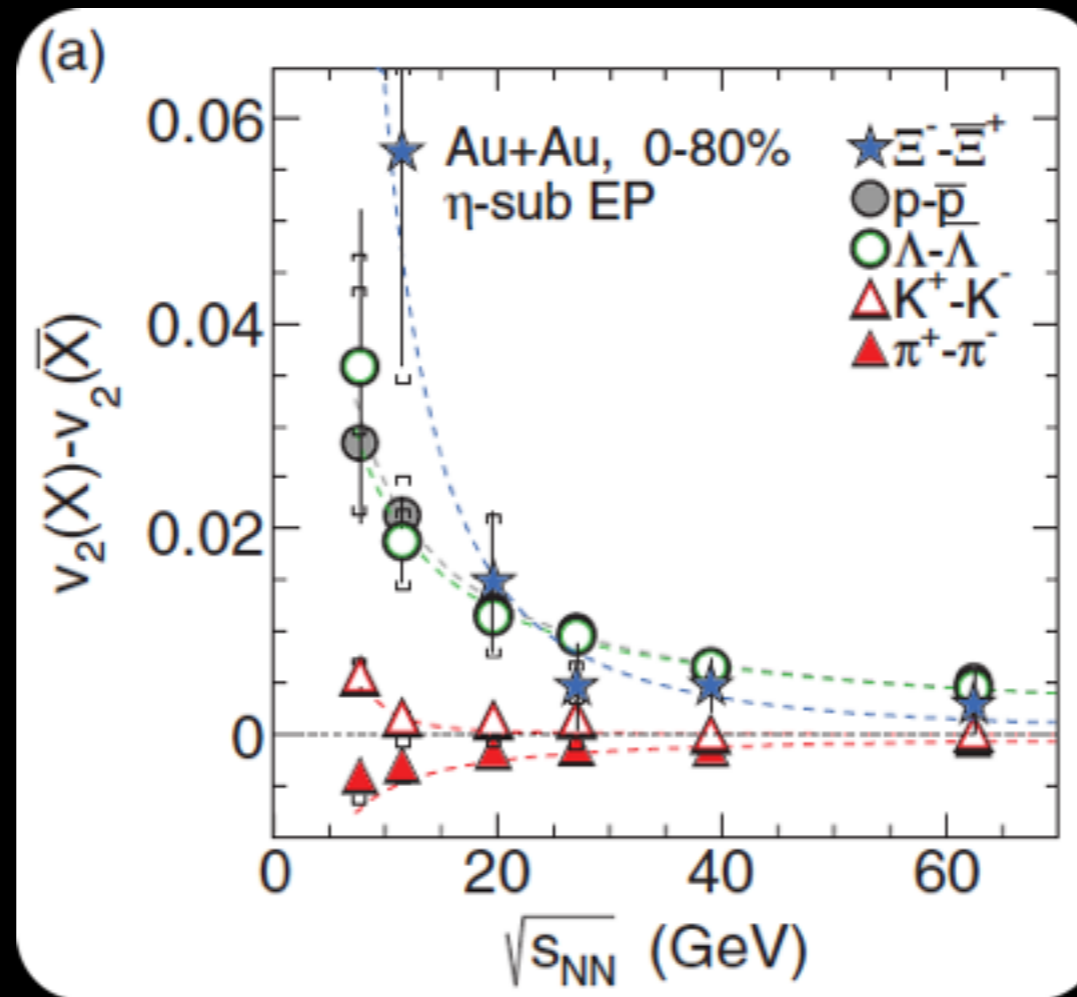 (a)
Au+Au, 0-80%
η-sub EP
Ξ⁻-Ξ̅⁺
p-p̅
Λ-Λ̅
K⁺-K⁻
π⁺-π⁻
v₂(X)-v₂(X̅)
0.06
0.04
0.02
0
0 20 40 60
√s_NN (GeV)